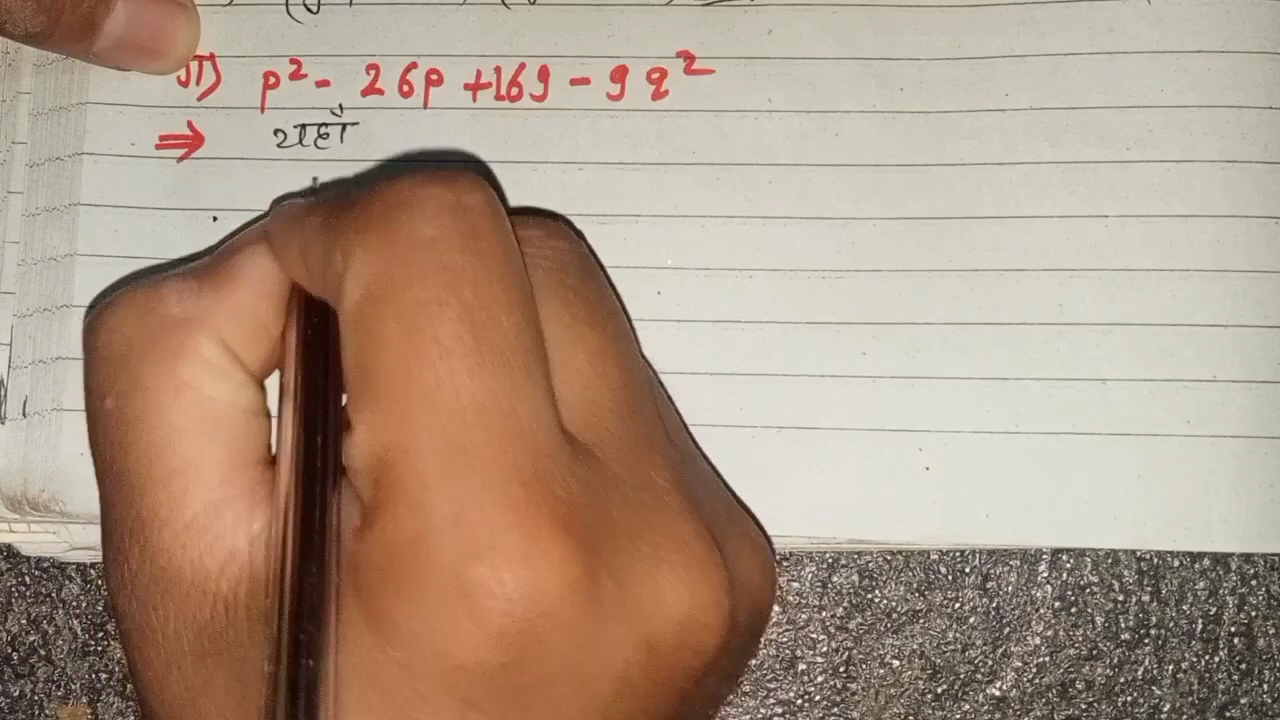 p² - 26p + 169 - 9q²
⇒ यहाँ